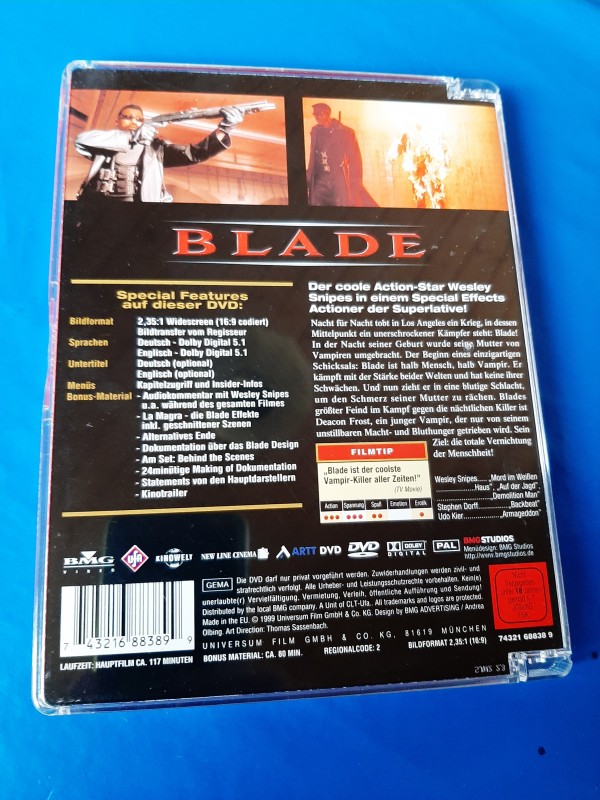 BLADE
Special Features
auf dieser DVD:
Bildformat 2,35:1 Widescreen (16:9 codiert)
Bildtransfer vom Regisseur
Sprachen Deutsch - Dolby Digital 5.1
Englisch - Dolby Digital 5.1
Untertitel Deutsch (optional)
Englisch (optional)
Menüs Kapitelzugriff und Insider-Infos
Bonus-Material - Audiokommentar mit Wesley Snipes
u.a. während des gesamten Filmes
- La Magra - die Blade Effekte
inkl. geschnittener Szenen
- Alternatives Ende
- Dokumentation über das Blade Design
- Am Set: Behind the Scenes
- 24minütige Making of Dokumentation
- Statements von den Hauptdarstellern
- Kinotrailer
Der coole Action-Star Wesley
Snipes in einem Special Effects
Actioner der Superlative!
Nacht für Nacht tobt in Los Angeles ein Krieg, in dessen
Mittelpunkt ein unerschrockener Kämpfer steht: Blade!
In der Nacht seiner Geburt wurde seine Mutter von
Vampiren umgebracht. Der Beginn eines einzigartigen
Schicksals: Blade ist halb Mensch, halb Vampir. Er
kämpft mit der Stärke beider Welten und hat keine ihrer
Schwächen. Und nun zieht er in eine blutige Schlacht,
um den Schmerz seiner Mutter zu rächen. Blades
größter Feind im Kampf gegen die nächtlichen Killer ist
Deacon Frost, ein junger Vampir, der nur von seinem
unstillbaren Macht- und Bluthunger getrieben wird. Sein
Ziel: die totale Vernichtung
der Menschheit!
FILMTIP
„Blade ist der coolste
Vampir-Killer aller Zeiten!"
(TV Movie)
Action Spannung Spaß Emotion Erotik
Wesley Snipes..... „Mord im Weißen
Haus", „Auf der Jagd",
„Demolition Man"
Stephen Dorff „Backbeat"
Udo Kier „Armageddon"
BMG VIDEO UFA KINOWELT NEW LINE CINEMA ARTT DVD DVD DOLBY DIGITAL PAL
BMG STUDIOS
Menüdesign: BMG Studios
http://www.bmgstudios.de
GEMA
Die DVD darf nur privat vorgeführt werden. Zuwiderhandlungen werden zivil- und
strafrechtlich verfolgt. Alle Urheber- und Leistungsschutzrechte vorbehalten. Kein(e)
unerlaubte(r) Vervielfältigung, Vermietung, Verleih, öffentliche Aufführung und Sendung!
Distributed by the local BMG company. A Unit of CLT-Ufa. All trademarks and logos are protected.
Made in the EU. © 1999 Universum Film GmbH & Co. KG. Design by BMG ADVERTISING / Andrea
Olbing. Art Direction: Thomas Sassenbach.
UNIVERSUM FILM GMBH & CO. KG, 81619 MÜNCHEN
7 43216 88389 9
LAUFZEIT: HAUPTFILM CA. 117 MINUTEN
BONUS MATERIAL: CA. 80 MIN.
REGIONALCODE: 2
BILDFORMAT 2,35:1 (16:9)
74321 68838 9